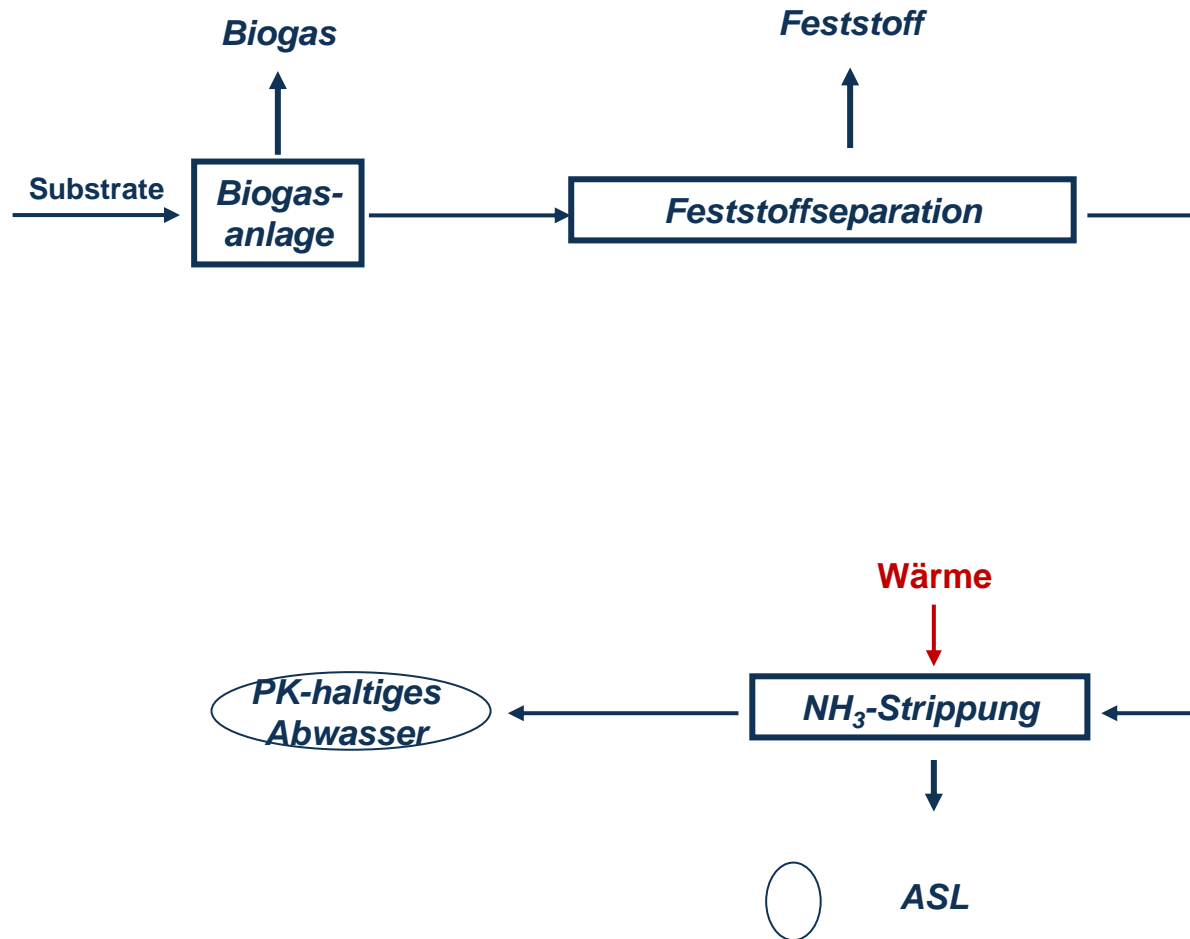 Biogas
Feststoff
Substrate
Biogas-
anlage
Feststoffseparation
Wärme
PK-haltiges
Abwasser
NH₃-Strippung
ASL